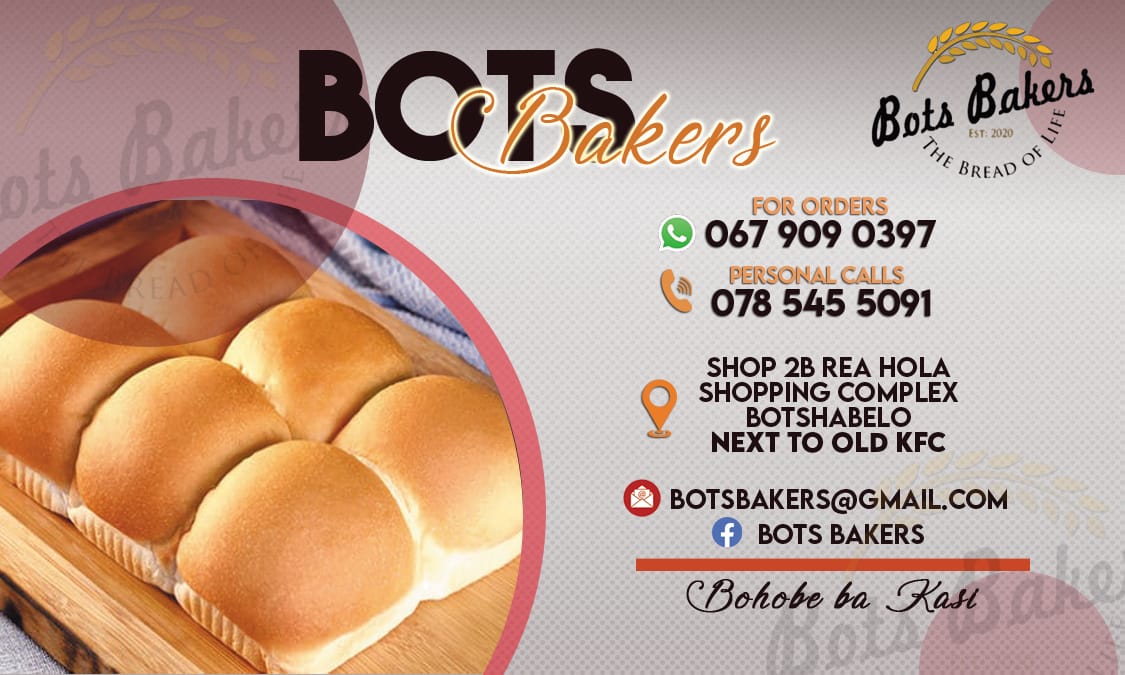 BOTS
Bakers
Bots Bakers
EST: 2020
THE BREAD OF LIFE
FOR ORDERS
067 909 0397
PERSONAL CALLS
078 545 5091
SHOP 2B REA HOLA
SHOPPING COMPLEX
BOTSHABELO
NEXT TO OLD KFC
BOTSBAKERS@GMAIL.COM
BOTS BAKERS
Bohobe ba Kasi
Bots Bakers